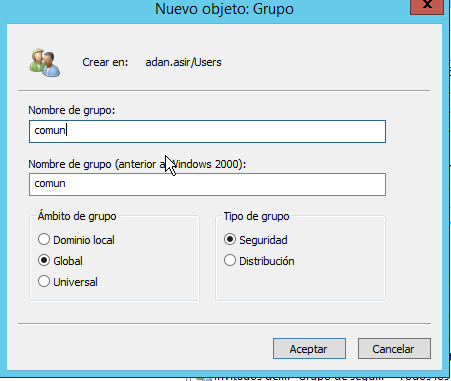 Nuevo objeto: Grupo
Crear en: adan.asir/Users
Nombre de grupo:
comun
Nombre de grupo (anterior a Windows 2000):
comun
Ámbito de grupo
Dominio local
Global
Universal
Tipo de grupo
Seguridad
Distribución
Aceptar Cancelar